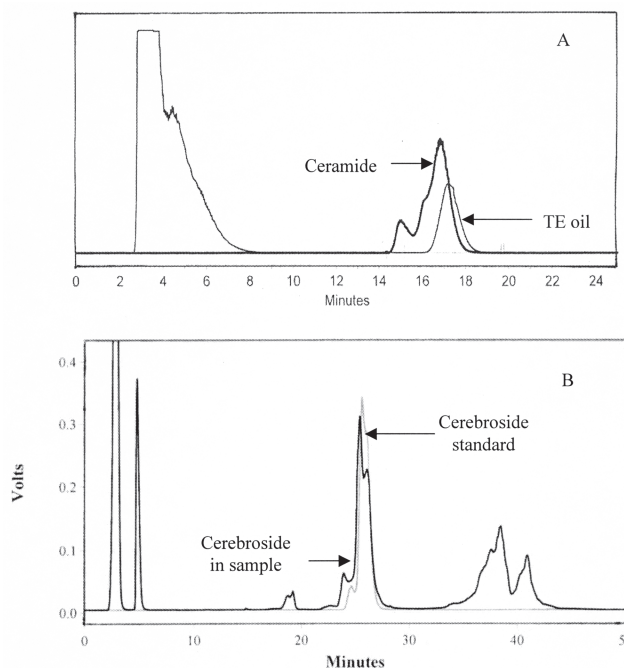 A
Ceramide
TE oil
0 2 4 6 8 10 12 14 16 18 20 22 24
Minutes
B
0.4
Cerebroside
standard
0.3
Volts
0.2
Cerebroside
in sample
0.1
0.0
0 10 20 30 40
Minutes